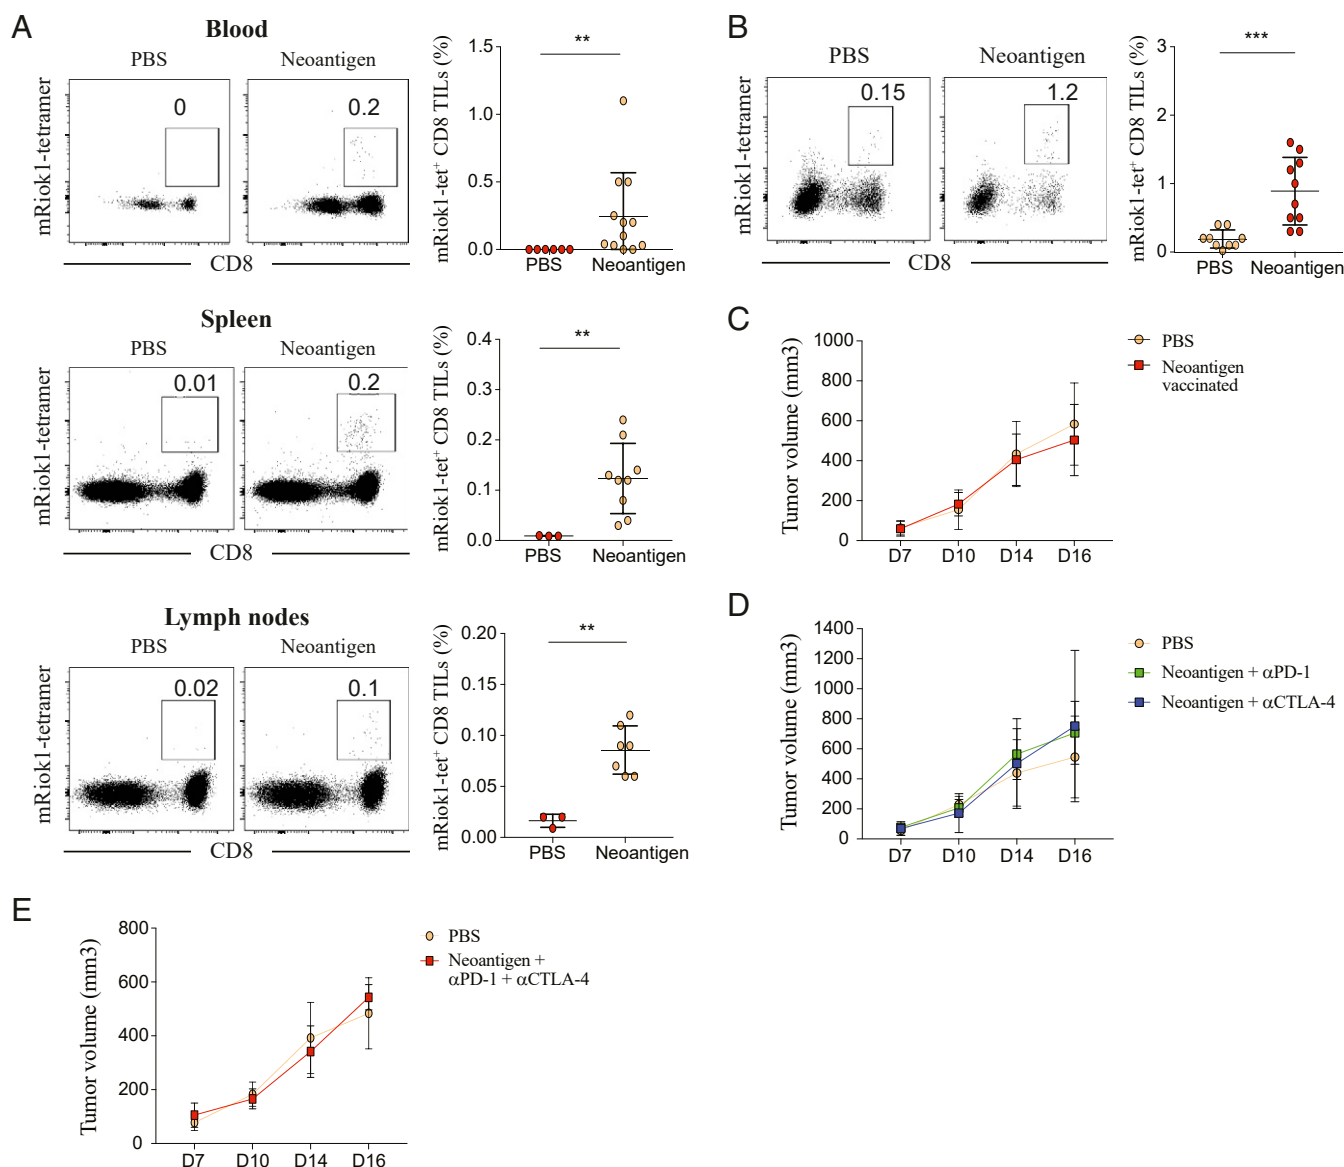 A
Blood
PBS
Neoantigen
0
0.2
mRiok1-tetramer
CD8
mRiok1-tet+ CD8 TILs (%)
1.5
1.0
0.5
0.0
**
PBS
Neoantigen
B
PBS
Neoantigen
0.15
1.2
mRiok1-tetramer
CD8
mRiok1-tet+ CD8 TILs (%)
3
2
1
0
***
PBS
Neoantigen
Spleen
PBS
Neoantigen
0.01
0.2
mRiok1-tetramer
CD8
mRiok1-tet+ CD8 TILs (%)
0.4
0.3
0.2
0.1
0.0
**
PBS
Neoantigen
C
Tumor volume (mm3)
1000
800
600
400
200
0
D7
D10
D14
D16
PBS
Neoantigen
vaccinated
Lymph nodes
PBS
Neoantigen
0.02
0.1
mRiok1-tetramer
CD8
mRiok1-tet+ CD8 TILs (%)
0.20
0.15
0.10
0.05
0.00
**
PBS
Neoantigen
D
Tumor volume (mm3)
1400
1200
1000
800
600
400
200
0
D7
D10
D14
D16
PBS
Neoantigen + αPD-1
Neoantigen + αCTLA-4
E
Tumor volume (mm3)
800
600
400
200
0
D7
D10
D14
D16
PBS
Neoantigen +
αPD-1 + αCTLA-4